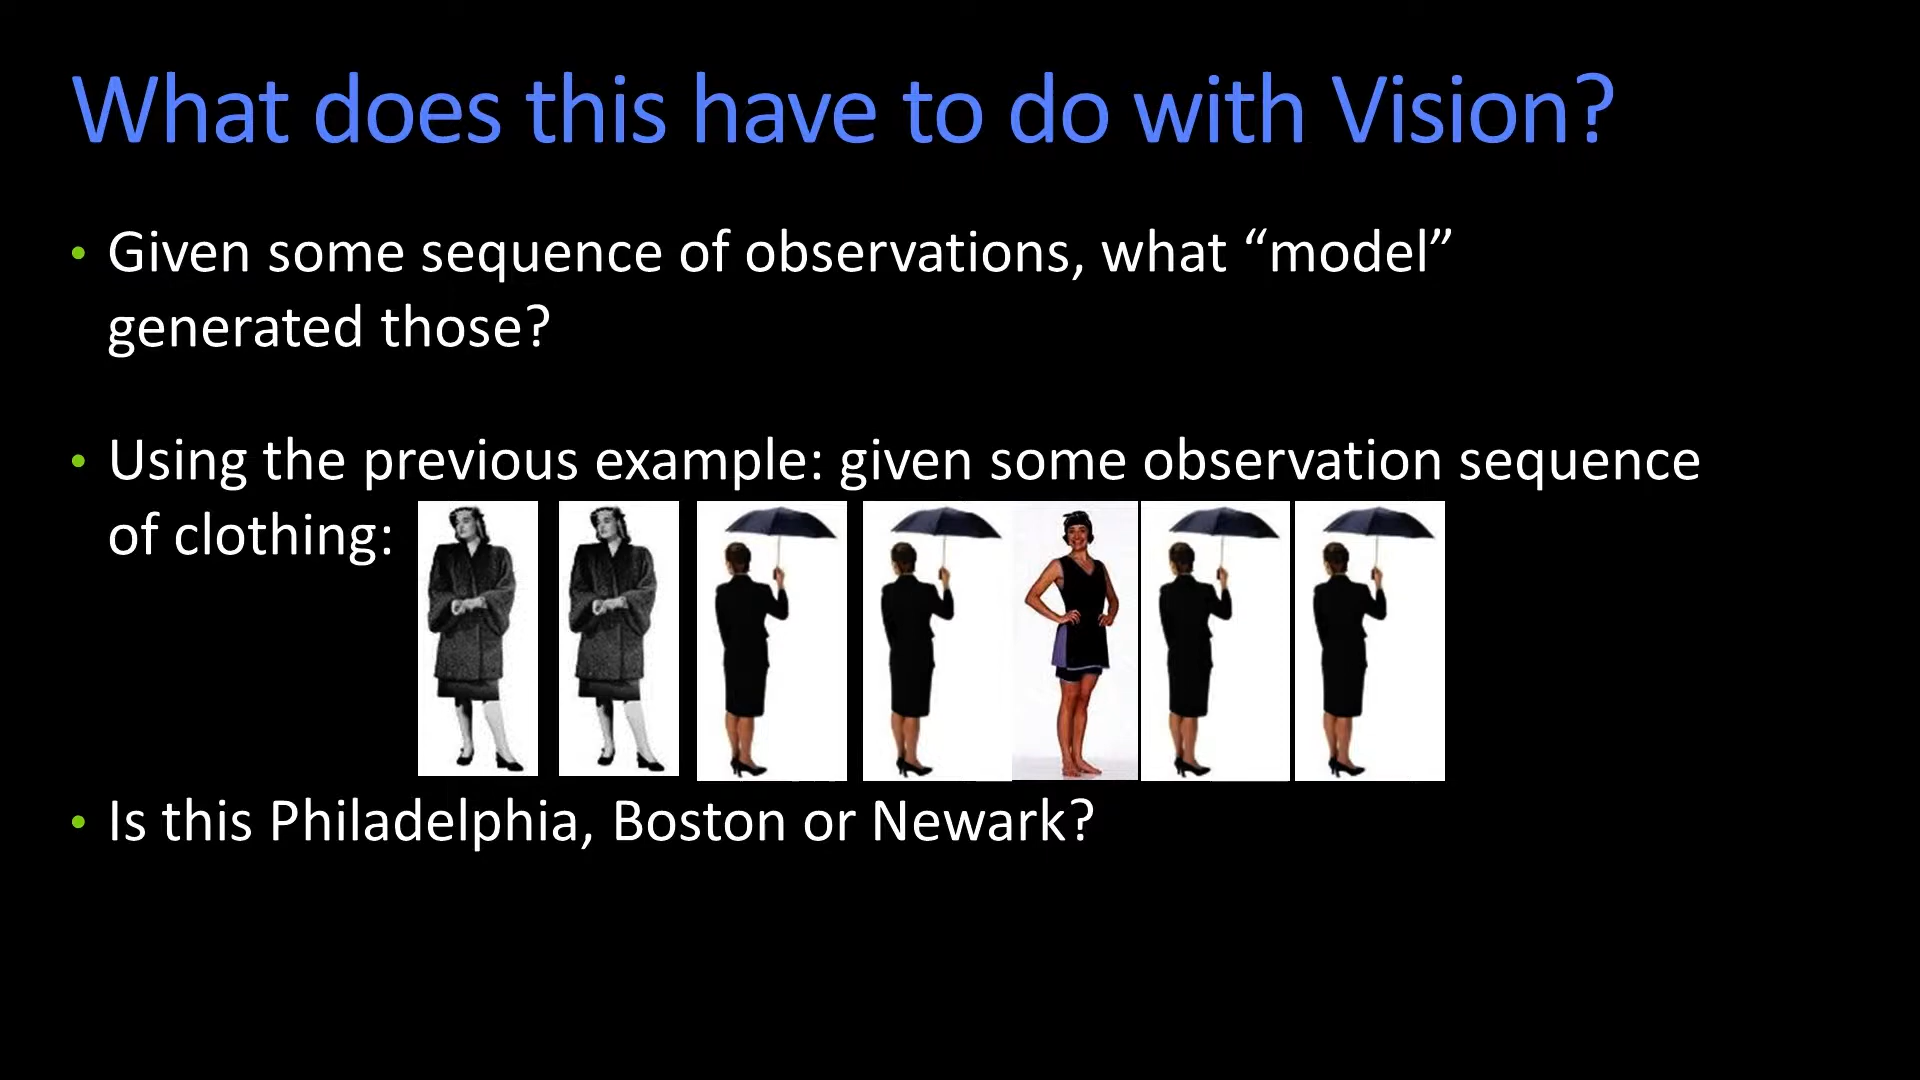 What does this have to do with Vision?
• Given some sequence of observations, what “model”
generated those?
• Using the previous example: given some observation sequence
of clothing:
• Is this Philadelphia, Boston or Newark?